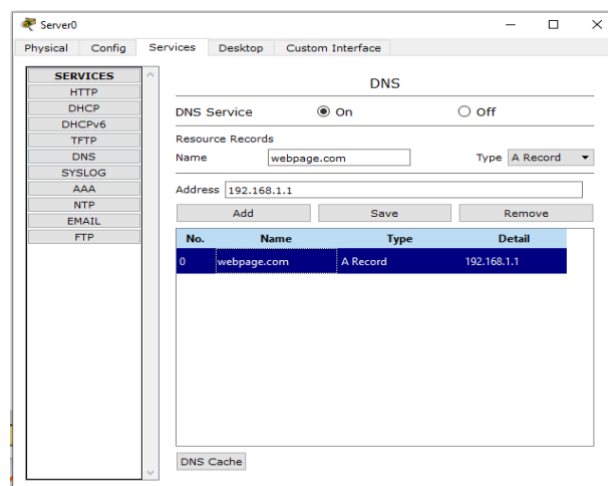 Server0
Physical Config Services Desktop Custom Interface
SERVICES
HTTP
DHCP
DHCPv6
TFTP
DNS
SYSLOG
AAA
NTP
EMAIL
FTP
DNS
DNS Service On Off
Resource Records
Name webpage.com Type A Record
Address 192.168.1.1
Add Save Remove
No. Name Type Detail
0 webpage.com A Record 192.168.1.1
DNS Cache